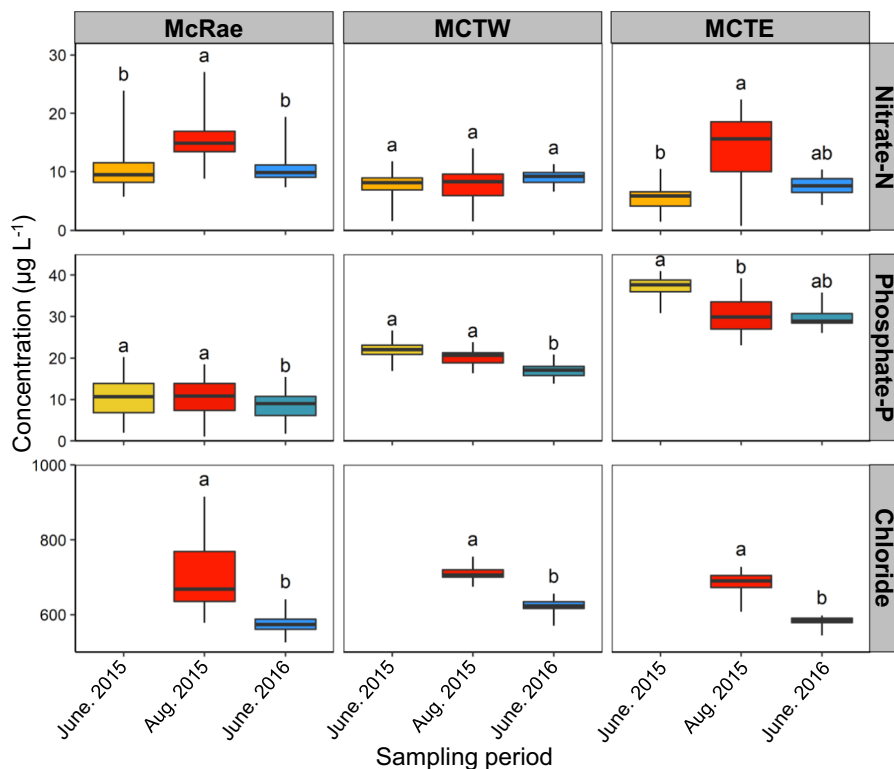 McRae MCTW MCTE
Concentration (µg L⁻¹)
30
20
10
0
b a b
a a a
b a ab
Nitrate-N
40
30
20
10
0
a a b
a a b
a b ab
Phosphate-P
1000
800
600
a b
a b
a b
Chloride
June. 2015 Aug. 2015 June. 2016
June. 2015 Aug. 2015 June. 2016
June. 2015 Aug. 2015 June. 2016
Sampling period